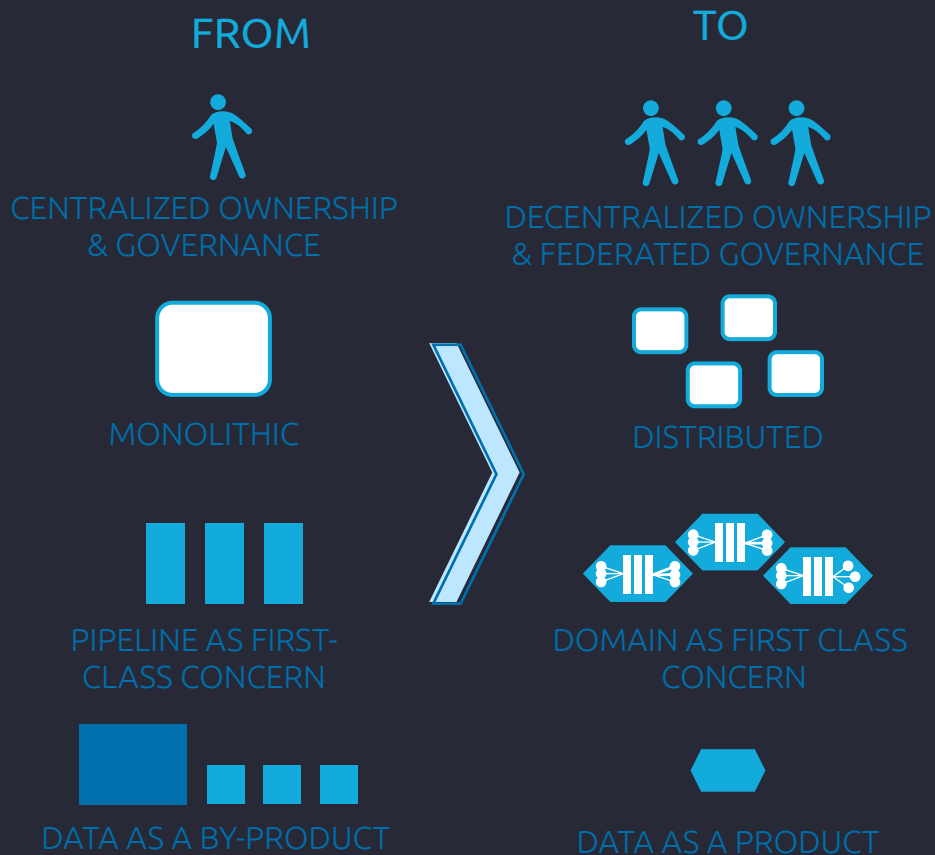 FROM
TO
CENTRALIZED OWNERSHIP
& GOVERNANCE
DECENTRALIZED OWNERSHIP
& FEDERATED GOVERNANCE
MONOLITHIC
DISTRIBUTED
PIPELINE AS FIRST-
CLASS CONCERN
DOMAIN AS FIRST CLASS
CONCERN
DATA AS A BY-PRODUCT
DATA AS A PRODUCT